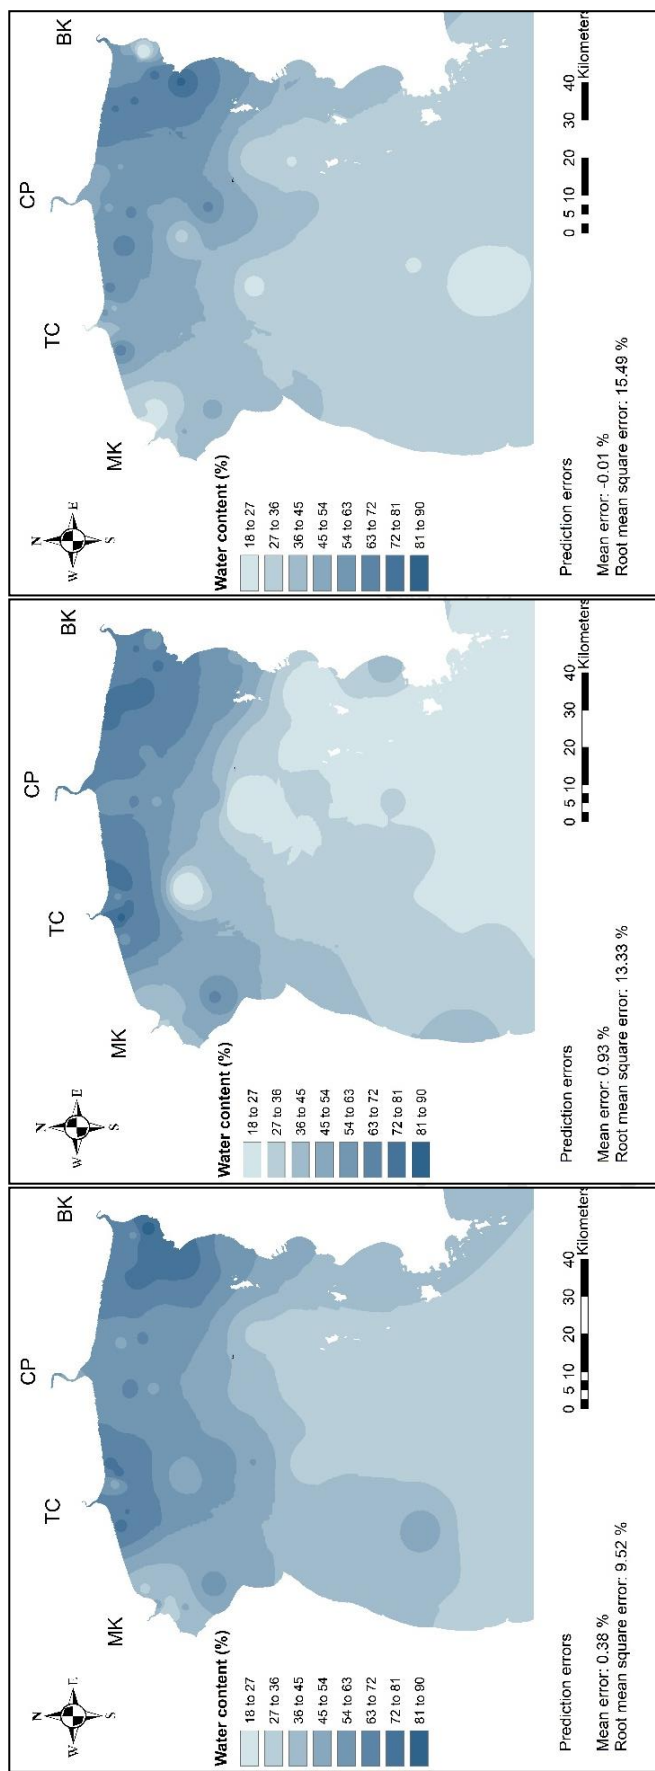 N
W E
S
MK
TC
CP
BK
Water content (%)
18 to 27
27 to 36
36 to 45
45 to 54
54 to 63
63 to 72
72 to 81
81 to 90
Prediction errors
Mean error: 0.38 %
Root mean square error: 9.52 %
0 5 10 20 30 40
Kilometers
N
W E
S
MK
TC
CP
BK
Water content (%)
18 to 27
27 to 36
36 to 45
45 to 54
54 to 63
63 to 72
72 to 81
81 to 90
Prediction errors
Mean error: 0.93 %
Root mean square error: 13.33 %
0 5 10 20 30 40
Kilometers
N
W E
S
MK
TC
CP
BK
Water content (%)
18 to 27
27 to 36
36 to 45
45 to 54
54 to 63
63 to 72
72 to 81
81 to 90
Prediction errors
Mean error: -0.01 %
Root mean square error: 15.49 %
0 5 10 20 30 40
Kilometers